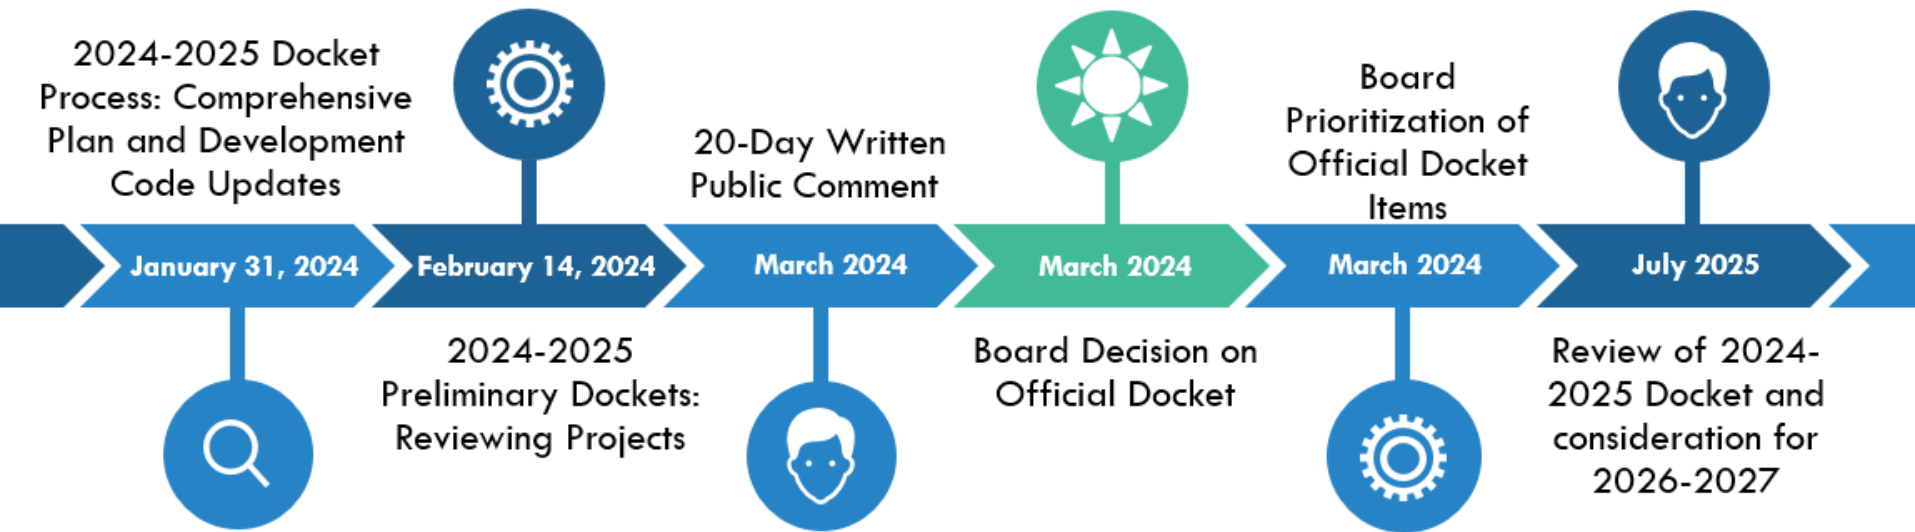 2024-2025 Docket
Process: Comprehensive
Plan and Development
Code Updates
January 31, 2024
February 14, 2024
2024-2025
Preliminary Dockets:
Reviewing Projects
20-Day Written
Public Comment
March 2024
March 2024
Board Decision on
Official Docket
Board
Prioritization of
Official Docket
Items
March 2024
July 2025
Review of 2024-
2025 Docket and
consideration for
2026-2027